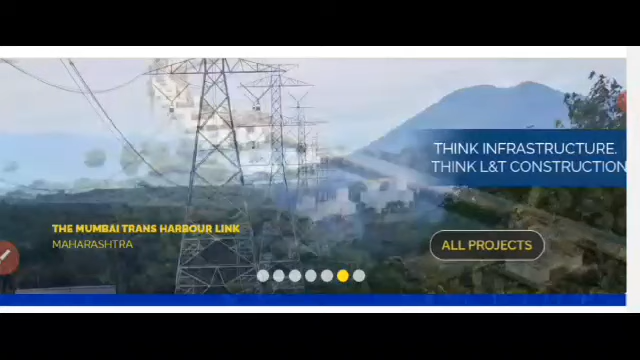 THINK INFRASTRUCTURE.
THINK L&T CONSTRUCTION
THE MUMBAI TRANS HARBOUR LINK
MAHARASHTRA
ALL PROJECTS